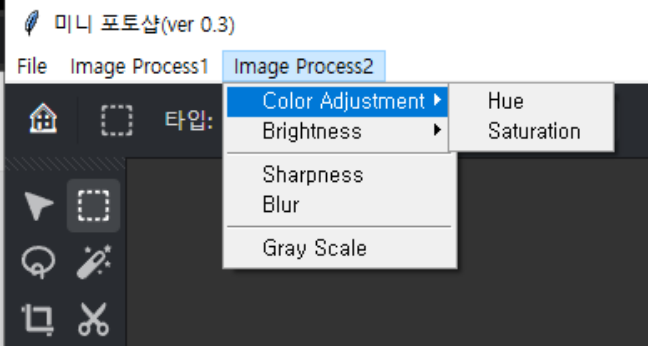 미니 포토샵(ver 0.3)
File Image Process1 Image Process2
타입:
Color Adjustment
Brightness
Sharpness
Blur
Gray Scale
Hue
Saturation